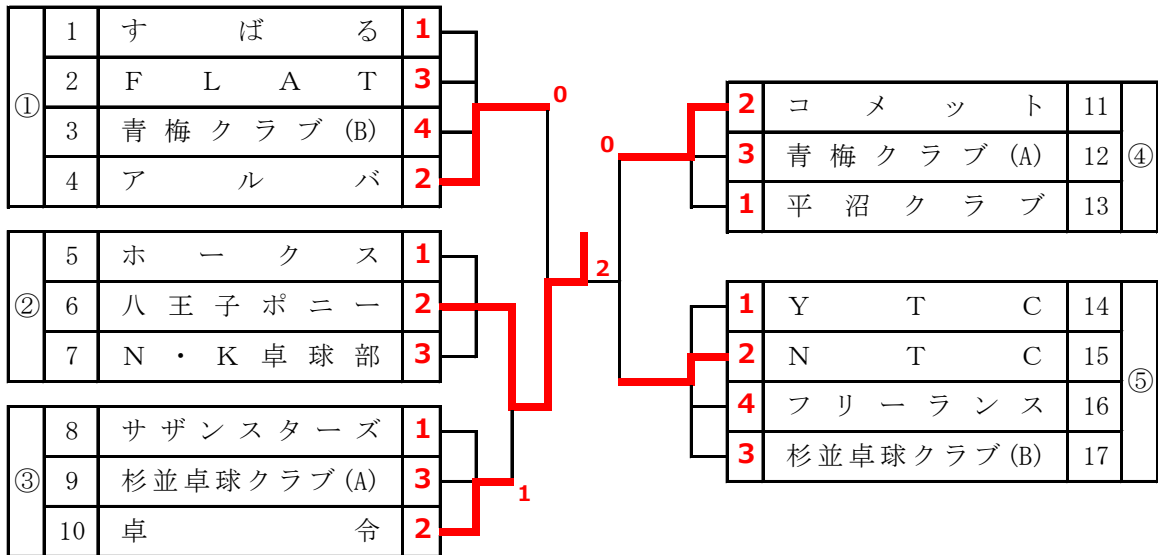 ① 1 すばる 1
2 FLAT 3
3 青梅クラブ(B) 4
4 アルバ 2
0
② 5 ホークス 1
6 八王子ポニー 2
7 N・K卓球部 3
③ 8 サザンスターズ 1
9 杉並卓球クラブ(A) 3
10 卓令 2
1
2
0
2 コメット 11 ④
3 青梅クラブ(A) 12
1 平沼クラブ 13
1 YTC 14 ⑤
2 NTC 15
4 フリーランス 16
3 杉並卓球クラブ(B) 17